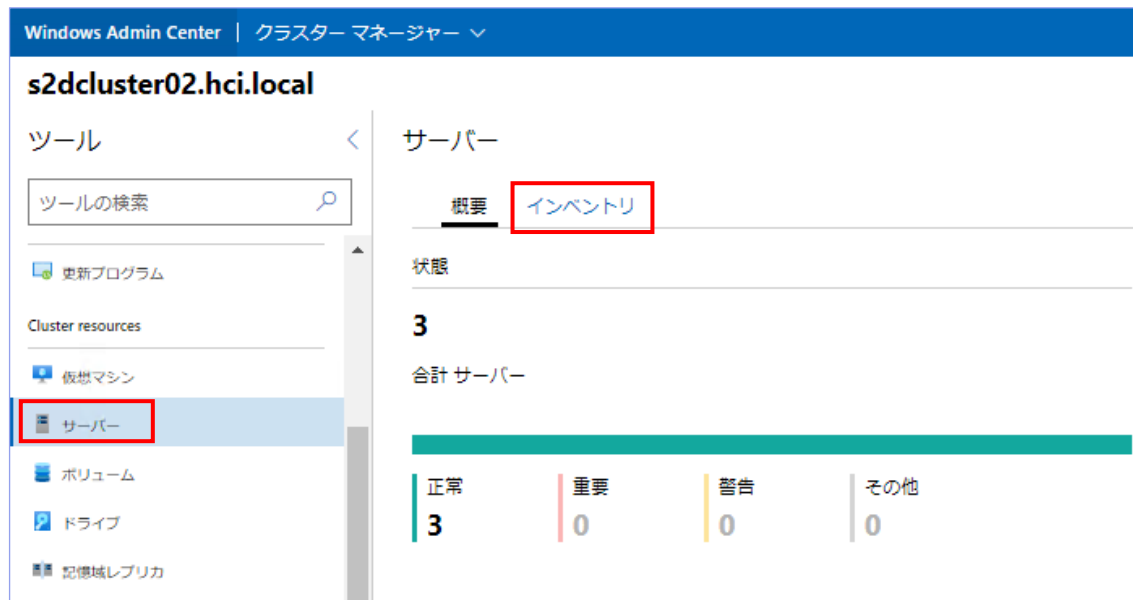 Windows Admin Center | クラスター マネージャー
s2dcluster02.hci.local
ツール
ツールの検索
更新プログラム
Cluster resources
仮想マシン
サーバー
ボリューム
ドライブ
記憶域レプリカ
サーバー
概要 インベントリ
状態
3
合計 サーバー
正常 重要 警告 その他
3 0 0 0